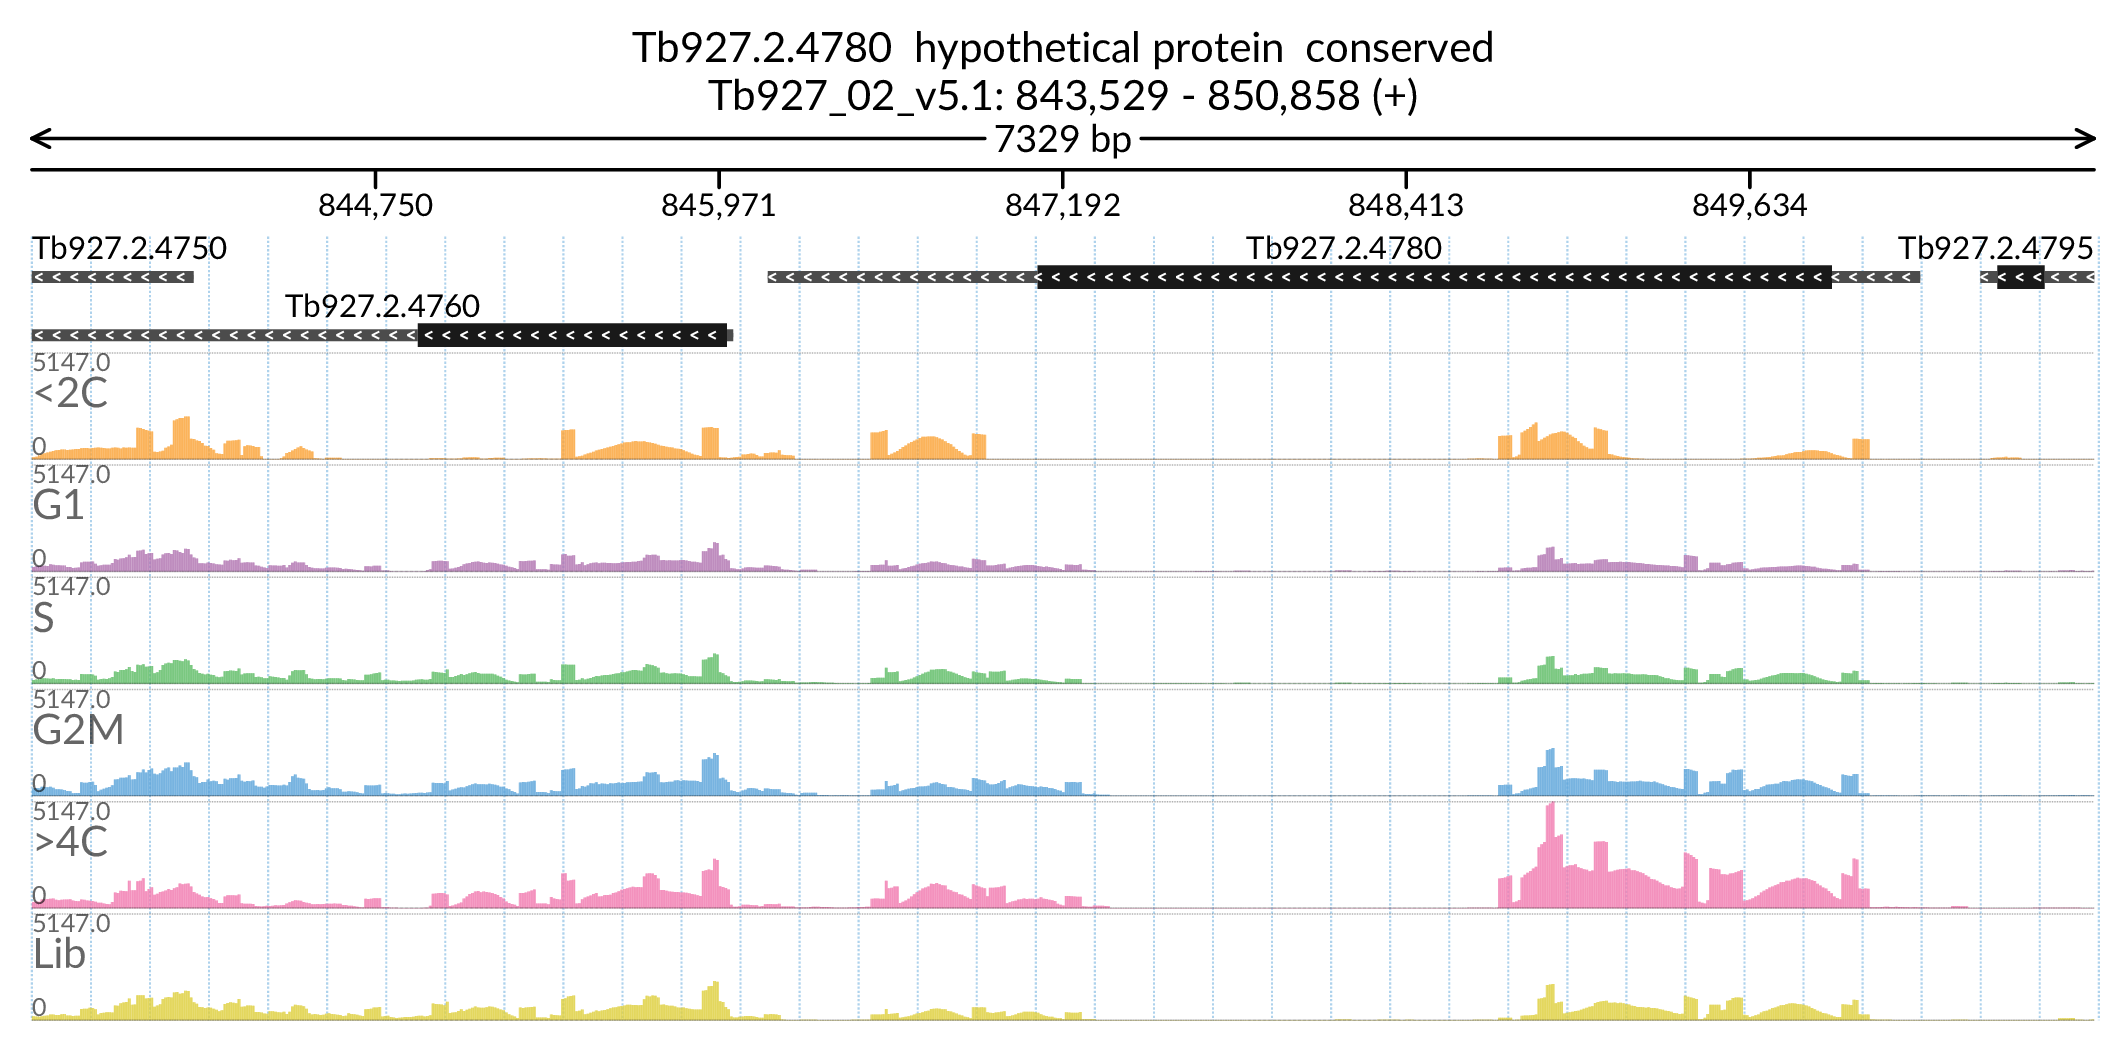 Tb927.2.4780  hypothetical protein  conserved
Tb927_02_v5.1: 843,529 - 850,858 (+)
7329 bp
844,750 845,971 847,192 848,413 849,634
Tb927.2.4750 Tb927.2.4780 Tb927.2.4795
Tb927.2.4760
5147.0
<2C
0
5147.0
G1
0
5147.0
S
0
5147.0
G2M
0
5147.0
>4C
0
5147.0
Lib
0